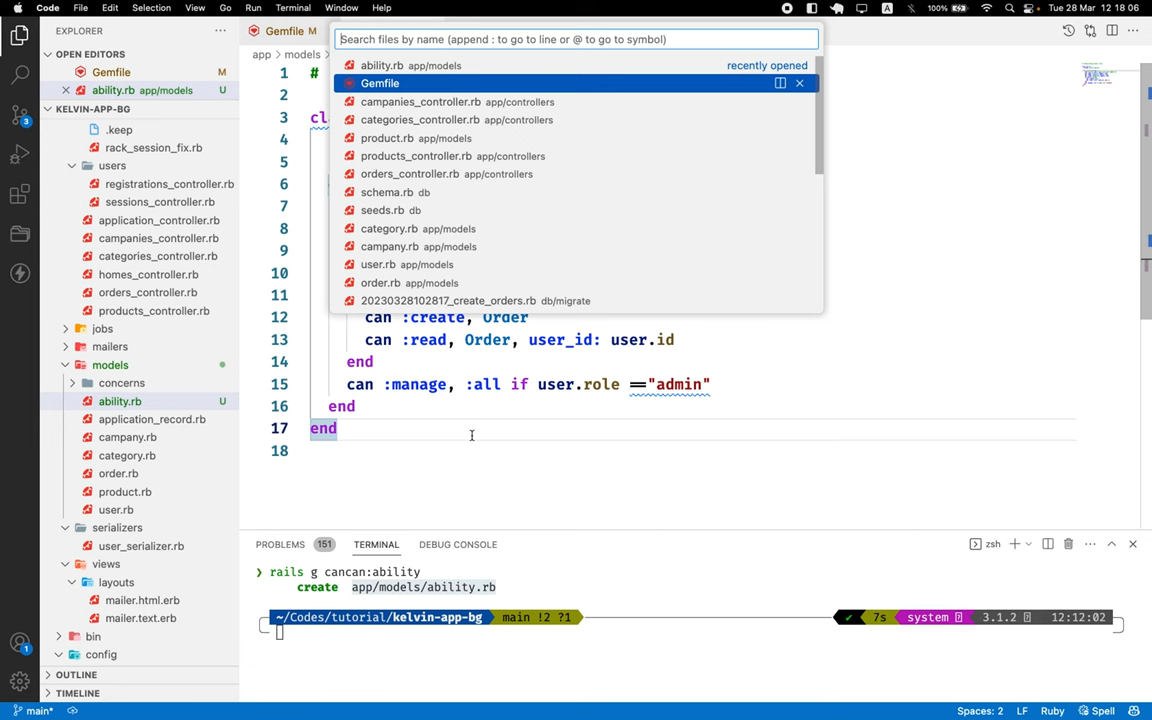 Code File Edit Selection View Go Run Terminal Window Help 100% Tue 28 Mar 12 18 06
EXPLORER
Gemfile M
Search files by name (append : to go to line or @ to go to symbol)
OPEN EDITORS
Gemfile M
ability.rb app/models U
KELVIN-APP-BG
.keep
rack_session_fix.rb
users
registrations_controller.rb
sessions_controller.rb
application_controller.rb
campanies_controller.rb
categories_controller.rb
homes_controller.rb
orders_controller.rb
products_controller.rb
jobs
mailers
models
concerns
ability.rb U
application_record.rb
campany.rb
category.rb
order.rb
product.rb
user.rb
serializers
user_serializer.rb
views
layouts
mailer.html.erb
mailer.text.erb
bin
config
OUTLINE
TIMELINE
app > models >
ability.rb app/models recently opened
Gemfile
campanies_controller.rb app/controllers
categories_controller.rb app/controllers
product.rb app/models
products_controller.rb app/controllers
orders_controller.rb app/controllers
schema.rb db
seeds.rb db
category.rb app/models
campany.rb app/models
user.rb app/models
order.rb app/models
20230328102817_create_orders.rb db/migrate
1 #
2
3 cl
4
5
6
7
8
9
10
11
12 can :create, Order
13 can :read, Order, user_id: user.id
14 end
15 can :manage, :all if user.role =="admin"
16 end
17 end
18
PROBLEMS 151 TERMINAL DEBUG CONSOLE zsh
❯ rails g cancan:ability
create app/models/ability.rb
~/Codes/tutorial/kelvin-app-bg main !2 ?1 ✔ 7s system 3.1.2 12:12:02
main* Spaces: 2 LF Ruby Spell
3
1